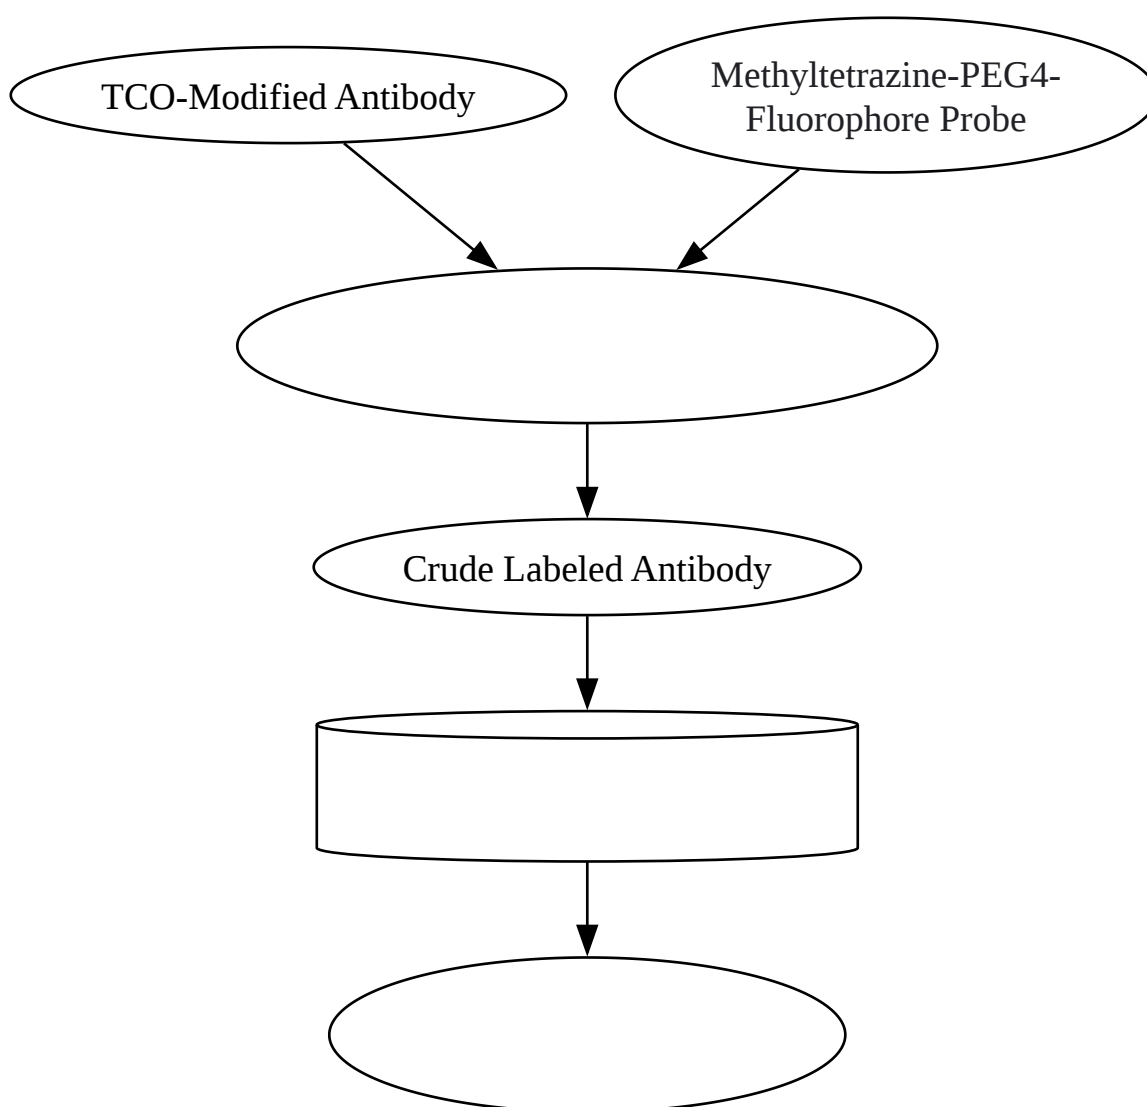 TCO-Modified Antibody
Methyltetrazine-PEG4-
Fluorophore Probe
Crude Labeled Antibody